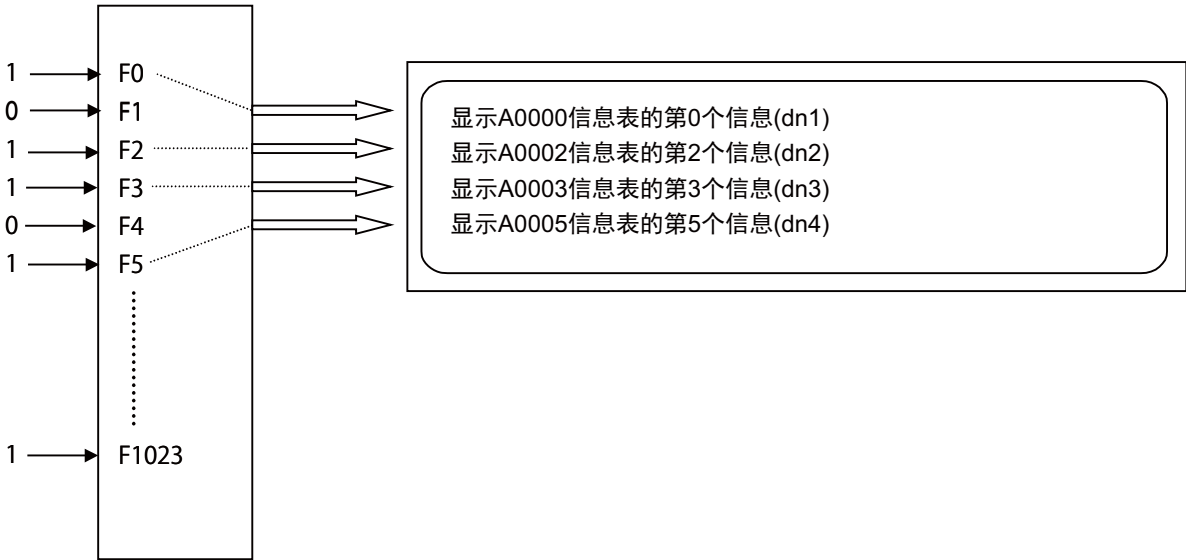 1 F0
0 F1
1 F2
1 F3
0 F4
1 F5
1 F1023
显示A0000信息表的第0个信息(dn1)
显示A0002信息表的第2个信息(dn2)
显示A0003信息表的第3个信息(dn3)
显示A0005信息表的第5个信息(dn4)